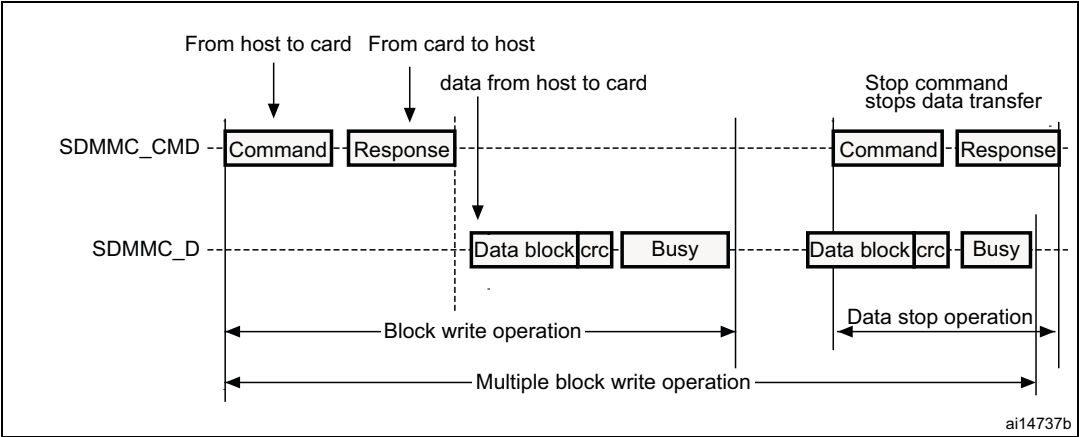 From host to card From card to host
data from host to card
Stop command
stops data transfer
SDMMC_CMD Command Response Command Response
SDMMC_D Data block crc Busy Data block crc Busy
Block write operation
Data stop operation
Multiple block write operation
ai14737b